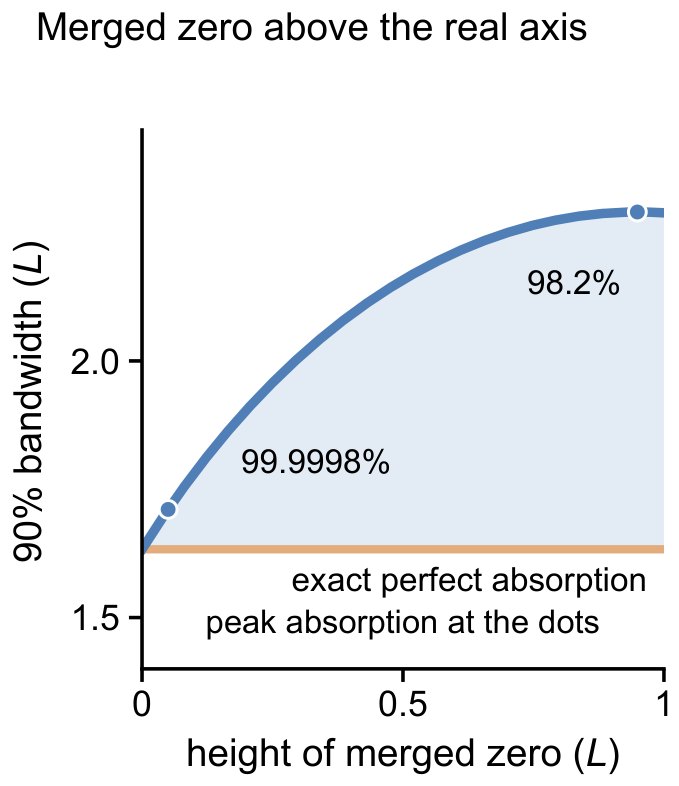 Merged zero above the real axis
90% bandwidth (L)
2.0
1.5
98.2%
99.9998%
exact perfect absorption
peak absorption at the dots
0
0.5
1
height of merged zero (L)